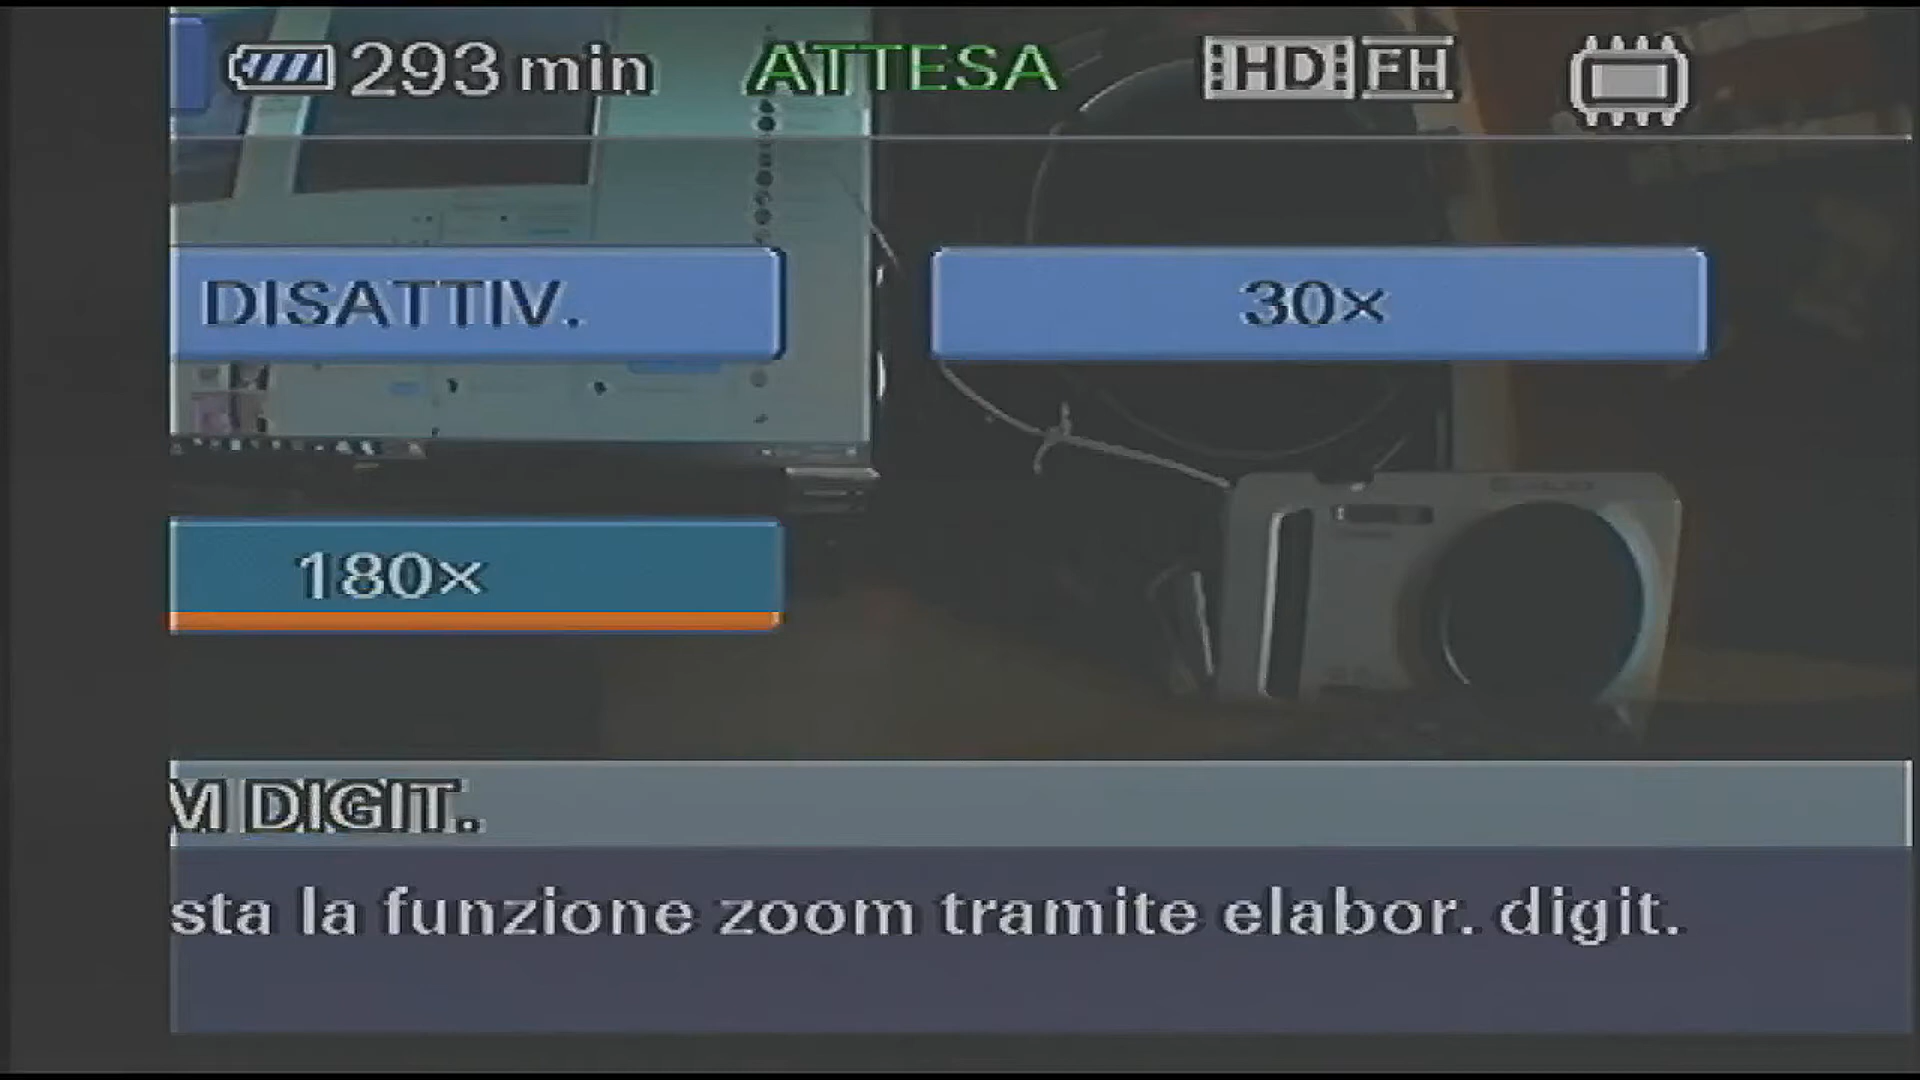 293 min ATTESA HD FH
DISATTIV. 30×
180×
M DIGIT.
sta la funzione zoom tramite elabor. digit.